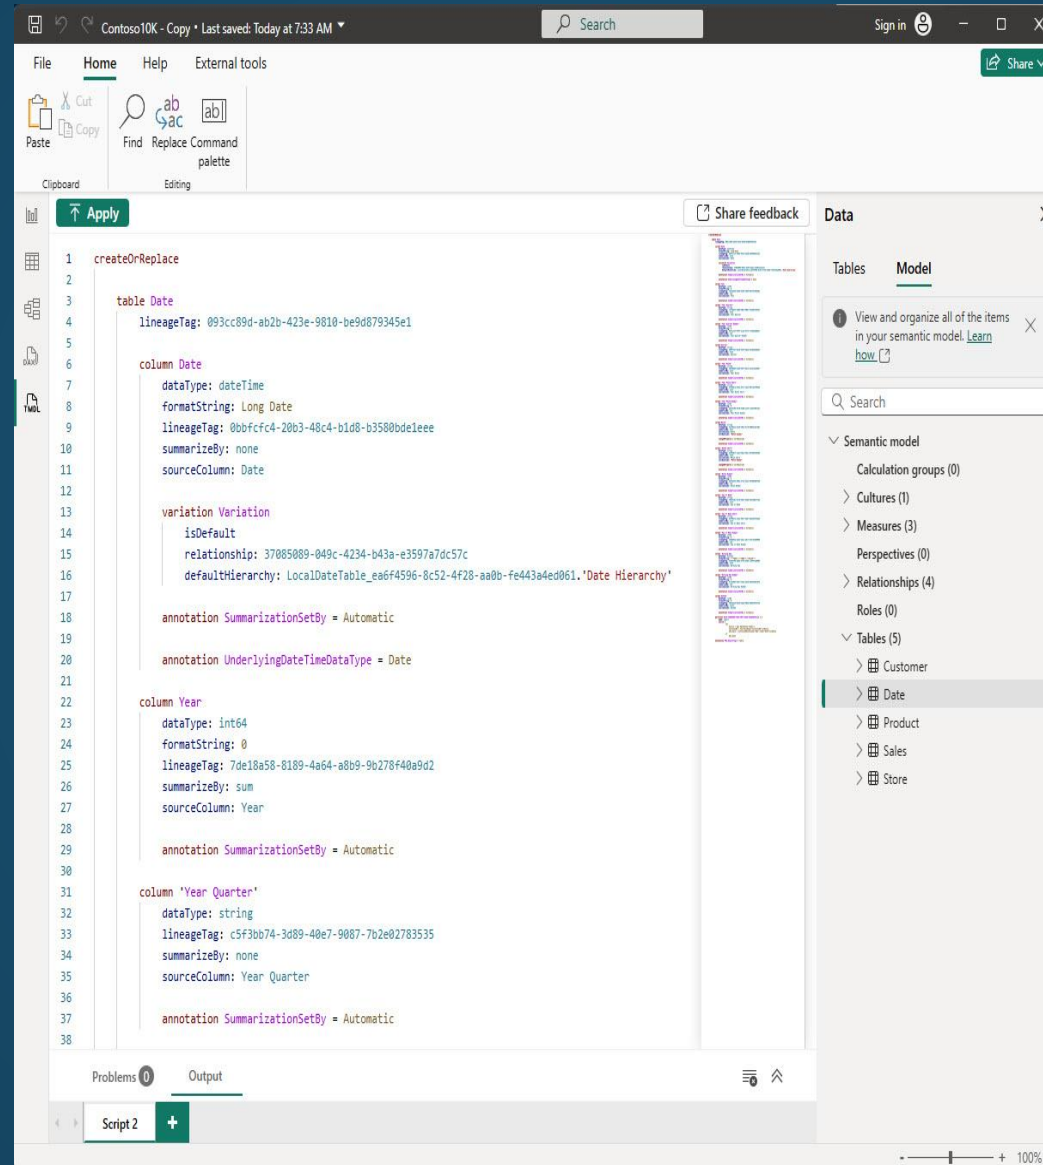 Contoso10K - Copy • Last saved: Today at 7:33 AM
Search
Sign in
File Home Help External tools
Share
Paste
Cut
Copy
Find Replace Command palette
Clipboard
Editing
Apply
Share feedback
1 createOrReplace
2
3 table Date
4 lineageTag: 093cc89d-ab2b-423e-9810-be9d879345e1
5
6 column Date
7 dataType: dateTime
8 formatString: Long Date
9 lineageTag: 0bbfcfc4-20b3-48c4-b1d8-b3580bde1eee
10 summarizeBy: none
11 sourceColumn: Date
12
13 variation Variation
14 isDefault
15 relationship: 37085089-049c-4234-b43a-e3597a7dc57c
16 defaultHierarchy: LocalDateTable_ea6f4596-8c52-4f28-aa0b-fe443a4ed061.'Date Hierarchy'
17
18 annotation SummarizationSetBy = Automatic
19
20 annotation UnderlyingDateTimeDataType = Date
21
22 column Year
23 dataType: int64
24 formatString: 0
25 lineageTag: 7de18a58-8189-4a64-a8b9-9b278f40a9d2
26 summarizeBy: sum
27 sourceColumn: Year
28
29 annotation SummarizationSetBy = Automatic
30
31 column 'Year Quarter'
32 dataType: string
33 lineageTag: c5f3bb74-3d89-40e7-9087-7b2e02783535
34 summarizeBy: none
35 sourceColumn: Year Quarter
36
37 annotation SummarizationSetBy = Automatic
38
TMDL
Problems 0 Output
Script 2 +
Data
Tables Model
View and organize all of the items
in your semantic model. Learn
how
Search
Semantic model
Calculation groups (0)
Cultures (1)
Measures (3)
Perspectives (0)
Relationships (4)
Roles (0)
Tables (5)
Customer
Date
Product
Sales
Store
- + 100%